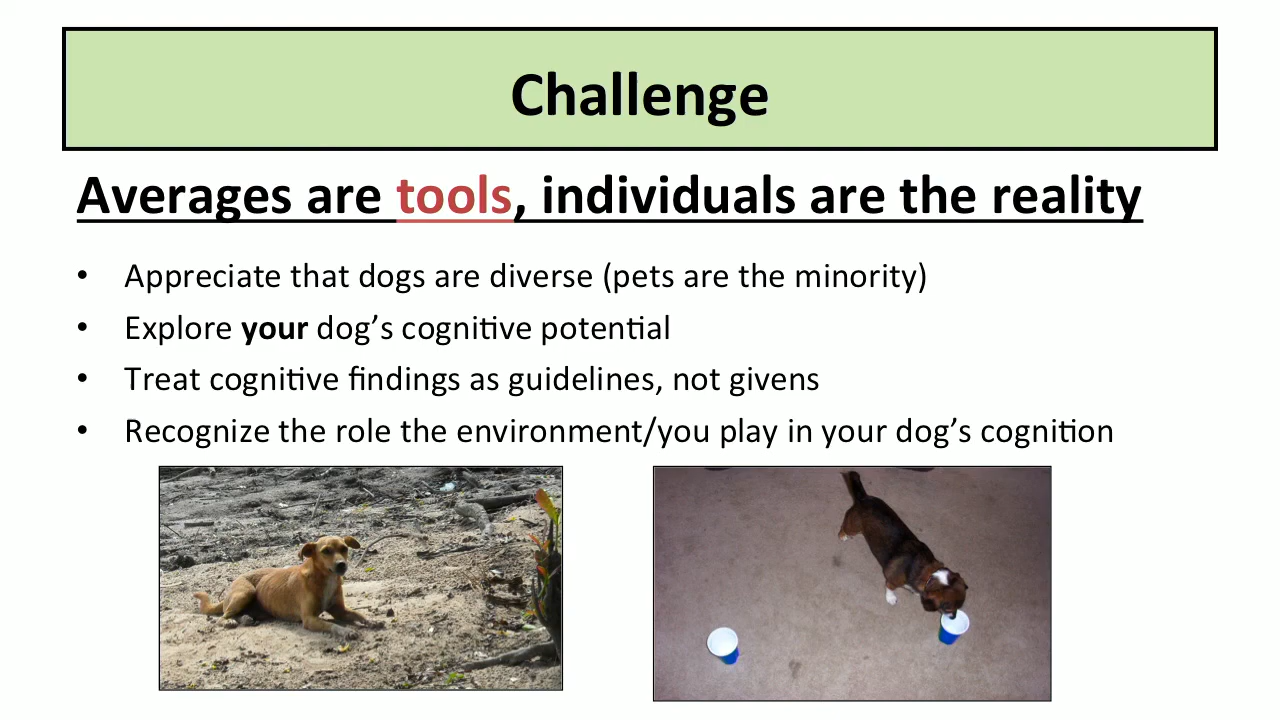 Challenge
Averages are tools, individuals are the reality
• Appreciate that dogs are diverse (pets are the minority)
• Explore your dog’s cognitive potential
• Treat cognitive findings as guidelines, not givens
• Recognize the role the environment/you play in your dog’s cognition